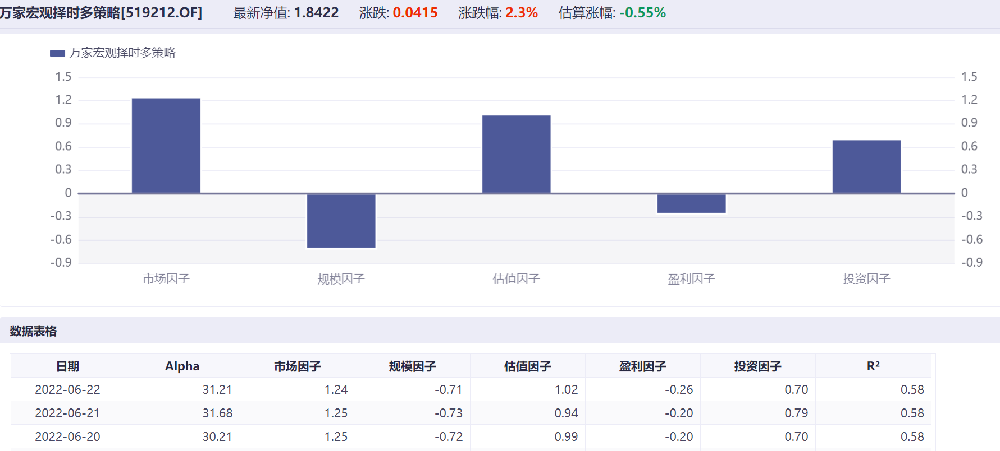 万家宏观择时多策略[519212.OF] 最新净值: 1.8422 涨跌: 0.0415 涨跌幅: 2.3% 估算涨幅: -0.55%
万家宏观择时多策略
1.5 1.5
1.2 1.2
0.9 0.9
0.6 0.6
0.3 0.3
0 0
-0.3 -0.3
-0.6 -0.6
-0.9 -0.9
市场因子 规模因子 估值因子 盈利因子 投资因子
数据表格
日期 Alpha 市场因子 规模因子 估值因子 盈利因子 投资因子 R²
2022-06-22 31.21 1.24 -0.71 1.02 -0.26 0.70 0.58
2022-06-21 31.68 1.25 -0.73 0.94 -0.20 0.79 0.58
2022-06-20 30.21 1.25 -0.72 0.99 -0.20 0.70 0.58